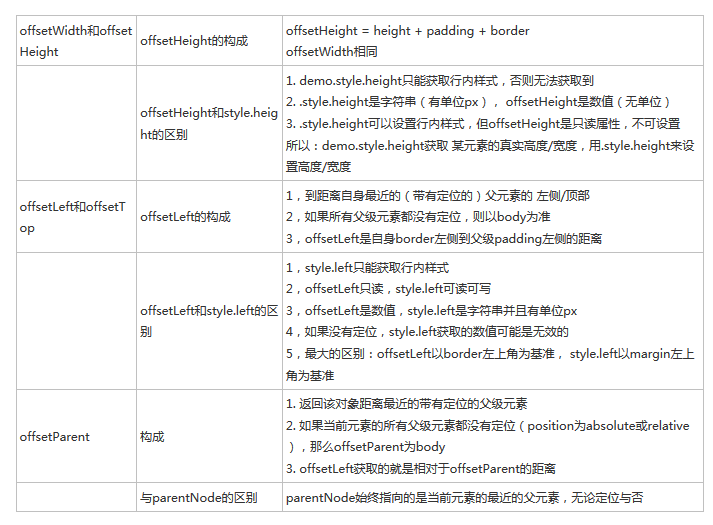 offsetWidth和offset
Height
offsetHeight的构成
offsetHeight = height + padding + border
offsetWidth相同
offsetHeight和style.heig
ht的区别
1. demo.style.height只能获取行内样式，否则无法获取到
2. .style.height是字符串（有单位px），offsetHeight是数值（无单位）
3. .style.height可以设置行内样式，但offsetHeight是只读属性，不可设置
所以：demo.style.height获取 某元素的真实高度/宽度，用.style.height来设
置高度/宽度
offsetLeft和offsetT
op
offsetLeft的构成
1，到距离自身最近的（带有定位的）父元素的 左侧/顶部
2，如果所有父级元素都没有定位，则以body为准
3，offsetLeft是自身border左侧到父级padding左侧的距离
offsetLeft和style.left的区
别
1，style.left只能获取行内样式
2，offsetLeft只读，style.left可读可写
3，offsetLeft是数值，style.left是字符串并且有单位px
4，如果没有定位，style.left获取的数值可能是无效的
5，最大的区别：offsetLeft以border左上角为基准，style.left以margin左上
角为基准
offsetParent
构成
1. 返回该对象距离最近的带有定位的父级元素
2. 如果当前元素的所有父级元素都没有定位（position为absolute或relative
），那么offsetParent为body
3. offsetLeft获取的就是相对于offsetParent的距离
与parentNode的区别
parentNode始终指向的是当前元素的最近的父元素，无论定位与否